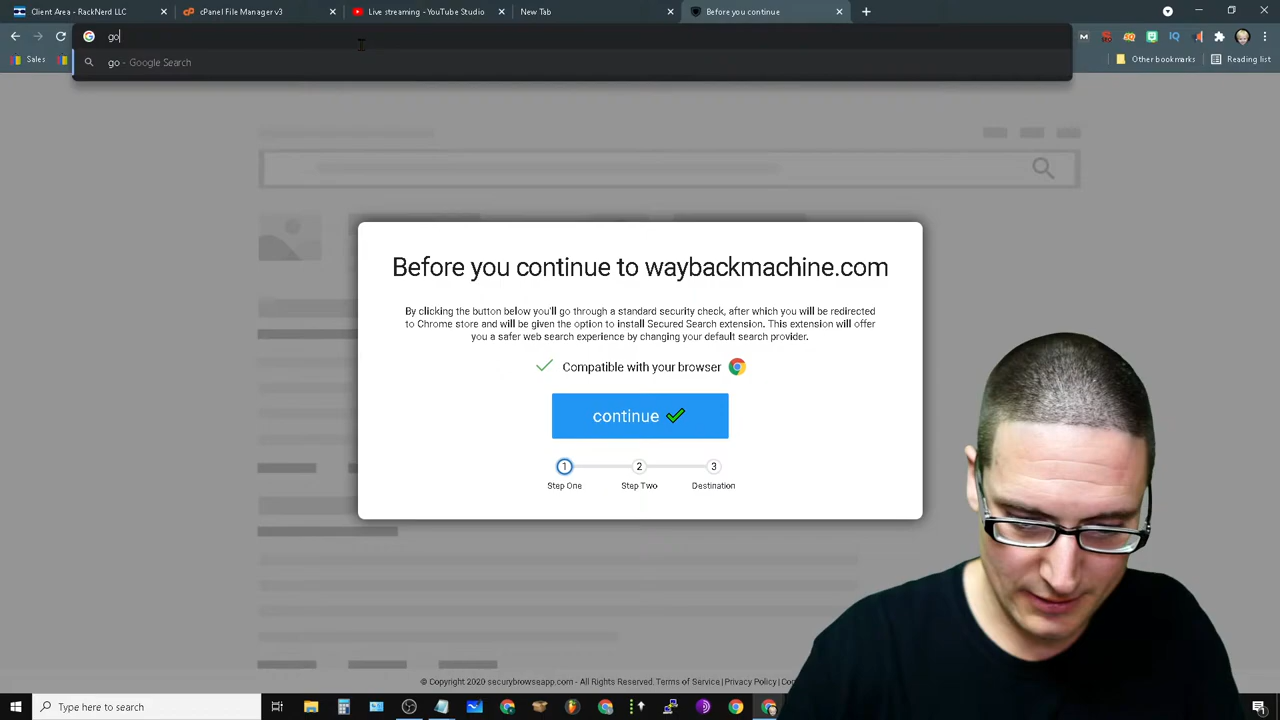 Client Area - RackNerd LLC
cPanel File Manager v3
Live streaming - YouTube Studio
New Tab
Before you continue
go
Sales
Other bookmarks
Reading list
go - Google Search
Before you continue to waybackmachine.com
By clicking the button below you'll go through a standard security check, after which you will be redirected
to Chrome store and will be given the option to install Secured Search extension. This extension will offer
you a safer web search experience by changing your default search provider.
Compatible with your browser
continue
1 2 3
Step One Step Two Destination
© Copyright 2020 securybrowseapp.com - All Rights Reserved. Terms of Service | Privacy Policy |
Type here to search